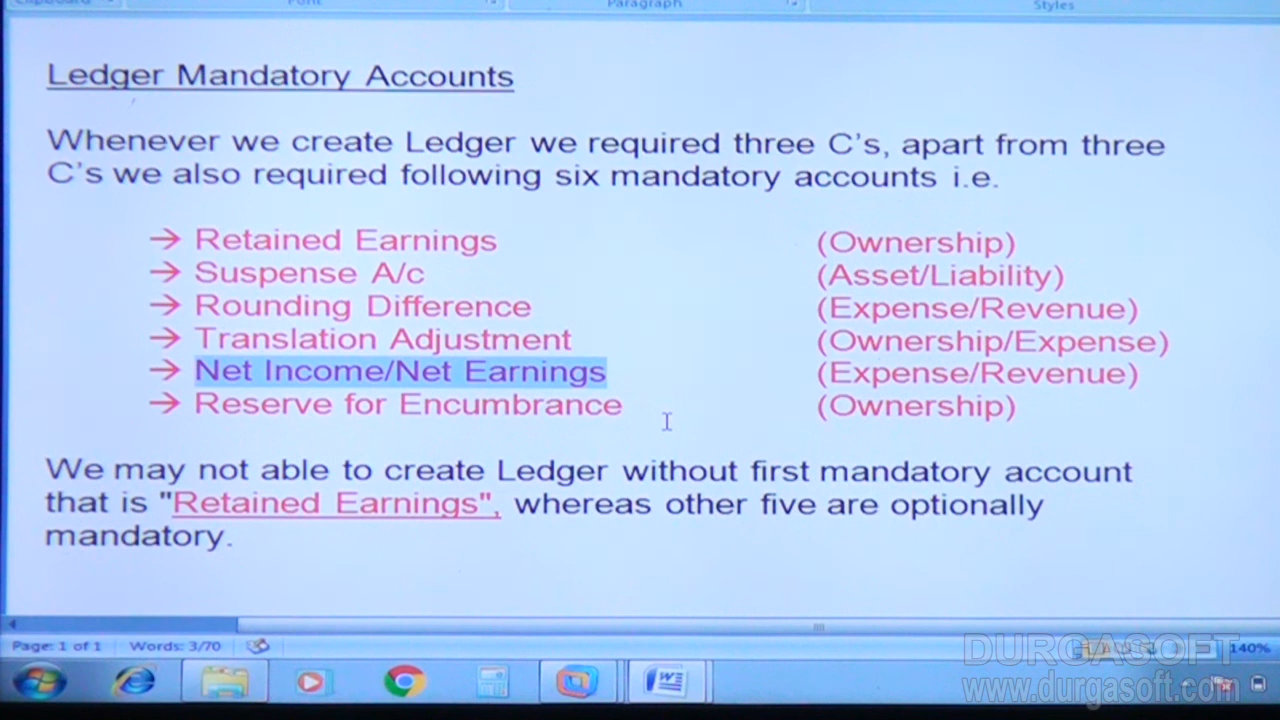 Clipboard Font Paragraph Styles
Ledger Mandatory Accounts
Whenever we create Ledger we required three C's, apart from three
C's we also required following six mandatory accounts i.e.
→ Retained Earnings (Ownership)
→ Suspense A/c (Asset/Liability)
→ Rounding Difference (Expense/Revenue)
→ Translation Adjustment (Ownership/Expense)
→ Net Income/Net Earnings (Expense/Revenue)
→ Reserve for Encumbrance (Ownership)
We may not able to create Ledger without first mandatory account
that is "Retained Earnings", whereas other five are optionally
mandatory.
Page: 1 of 1 Words: 3/70 140%
DURGASOFT
www.durgasoft.com